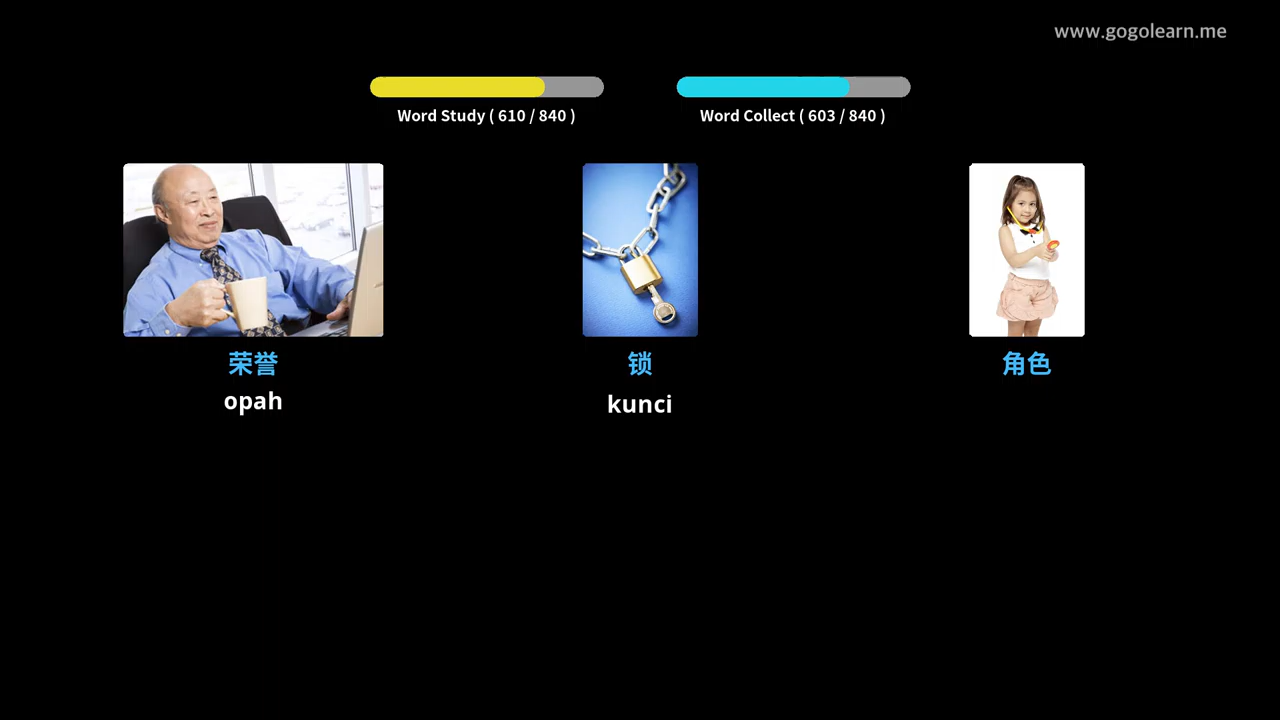 www.gogolearn.me
Word Study ( 610 / 840 )
Word Collect ( 603 / 840 )
荣誉
opah
锁
kunci
角色